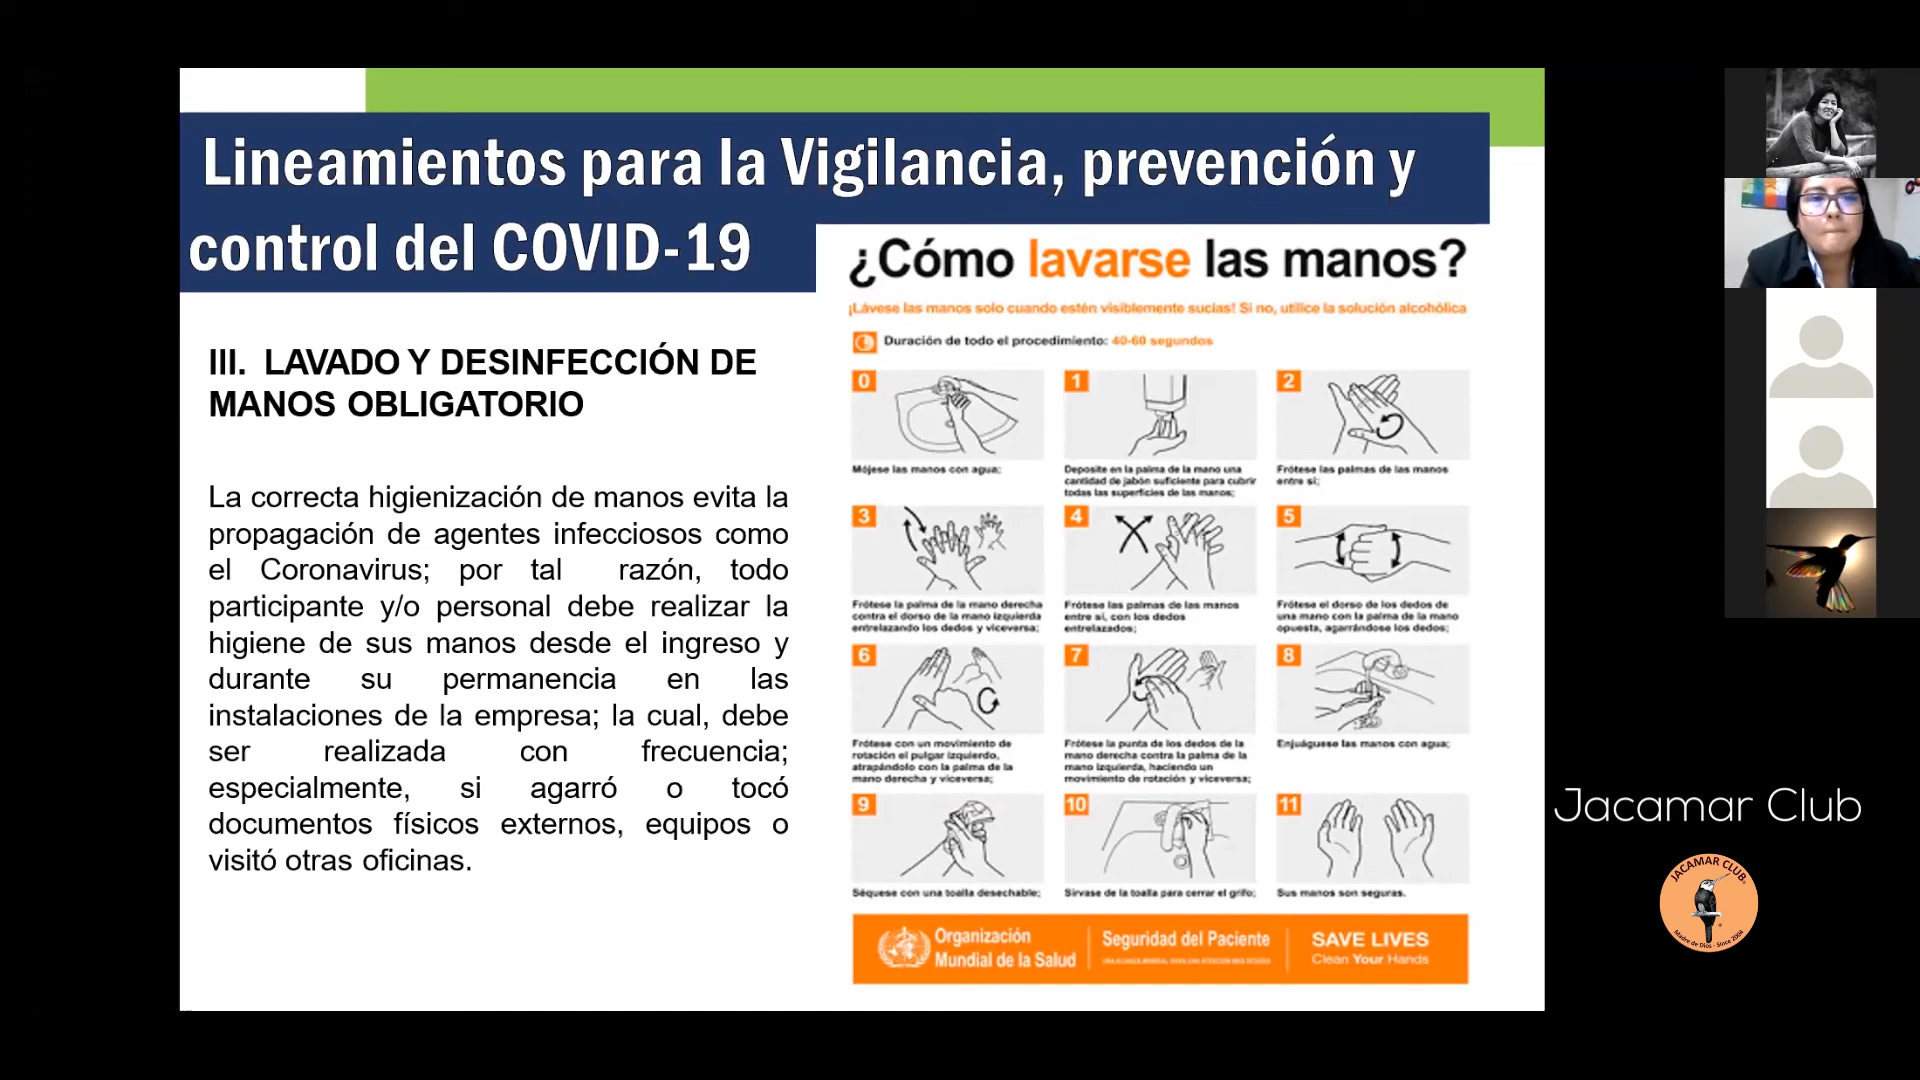 Lineamientos para la Vigilancia, prevención y
control del COVID-19
III. LAVADO Y DESINFECCIÓN DE
MANOS OBLIGATORIO
La correcta higienización de manos evita la
propagación de agentes infecciosos como
el Coronavirus; por tal razón, todo
participante y/o personal debe realizar la
higiene de sus manos desde el ingreso y
durante su permanencia en las
instalaciones de la empresa; la cual, debe
ser realizada con frecuencia;
especialmente, si agarró o tocó
documentos físicos externos, equipos o
visitó otras oficinas.
¿Cómo lavarse las manos?
¡Lávese las manos solo cuando estén visiblemente sucias! Si no, utilice la solución alcohólica
Duración de todo el procedimiento: 40-60 segundos
0
Mójese las manos con agua;
1
Deposite en la palma de la mano una
cantidad de jabón suficiente para cubrir
todas las superficies de las manos;
2
Frótese las palmas de las manos
entre sí;
3
Frótese la palma de la mano derecha
contra el dorso de la mano izquierda
entrelazando los dedos y viceversa;
4
Frótese las palmas de las manos
entre sí, con los dedos
entrelazados;
5
Frótese el dorso de los dedos de
una mano con la palma de la mano
opuesta, agarrándose los dedos;
6
Frótese con un movimiento de
rotación el pulgar izquierdo,
atrapándolo con la palma de la
mano derecha y viceversa;
7
Frótese la punta de los dedos de la
mano derecha contra la palma de la
mano izquierda, haciendo un
movimiento de rotación y viceversa;
8
Enjuáguese las manos con agua;
9
Séquese con una toalla desechable;
10
Sírvase de la toalla para cerrar el grifo;
11
Sus manos son seguras.
Organización
Mundial de la Salud
Seguridad del Paciente
UNA ALIANZA MUNDIAL PARA UNA ATENCIÓN MÁS SEGURA
SAVE LIVES
Clean Your Hands
Jacamar Club
JACAMAR CLUB
Madre de Dios - Since 2004